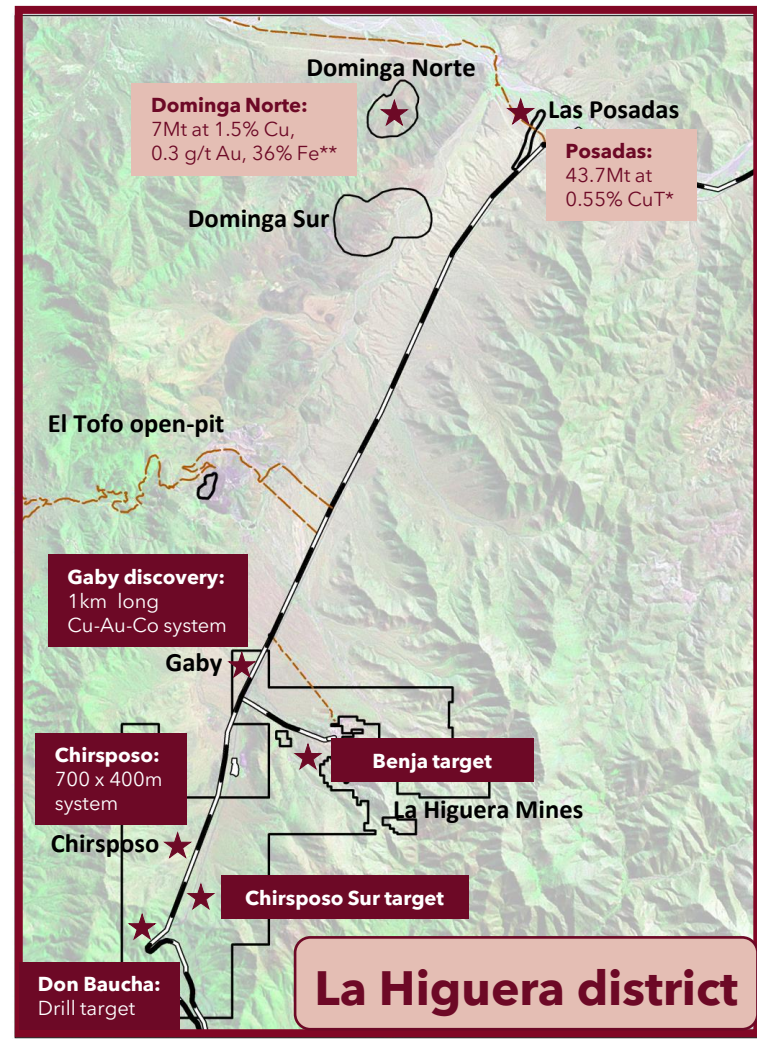 Dominga Norte
Dominga Norte:
7Mt at 1.5% Cu,
0.3 g/t Au, 36% Fe**
Las Posadas
Posadas:
43.7Mt at
0.55% CuT*
Dominga Sur
El Tofo open-pit
Gaby discovery:
1km long
Cu-Au-Co system
Gaby
Chirsposo:
700 x 400m
system
Benja target
La Higuera Mines
Chirsposo
Chirsposo Sur target
Don Baucha:
Drill target
La Higuera district